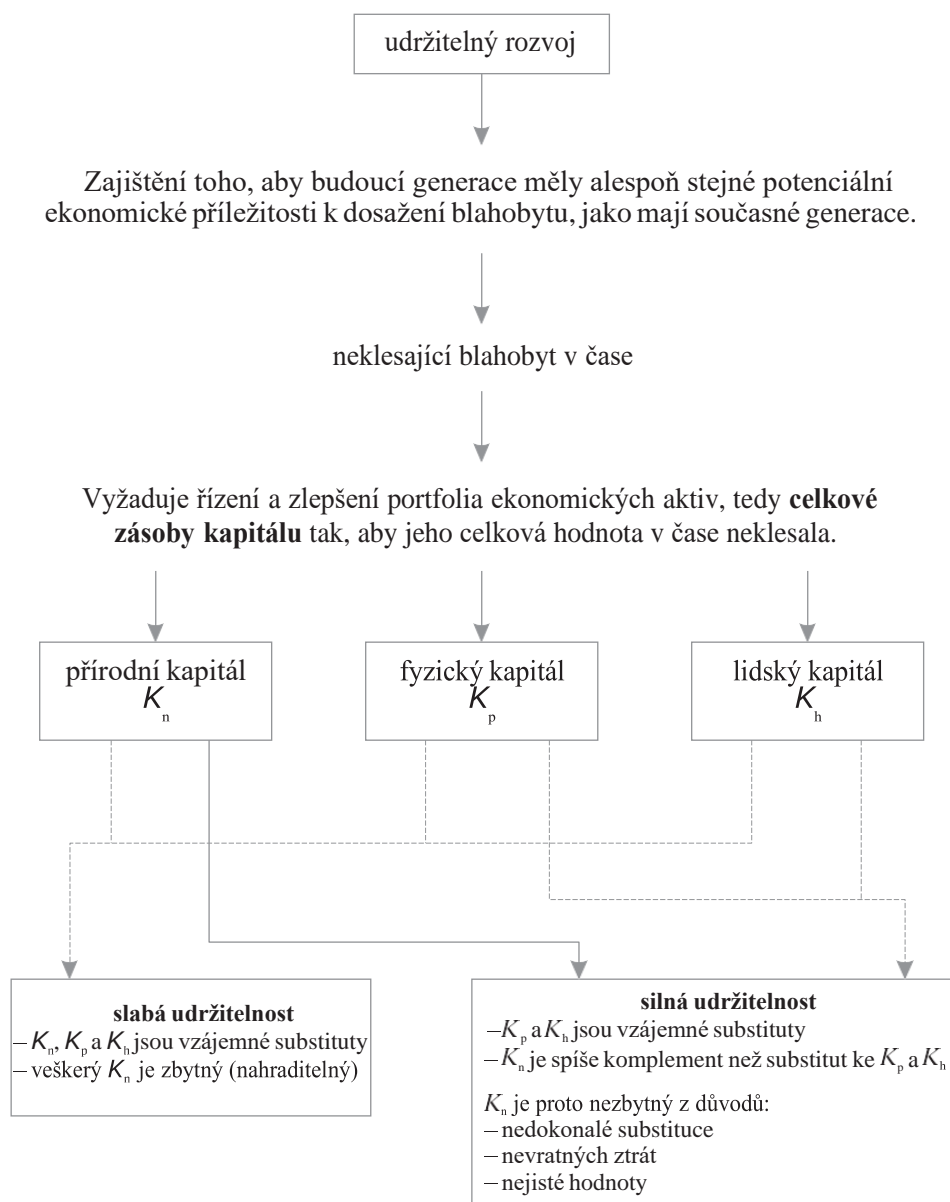 udržitelný rozvoj
Zajištění toho, aby budoucí generace měly alespoň stejné potenciální
ekonomické příležitosti k dosažení blahobytu, jako mají současné generace.
neklesající blahobyt v čase
Vyžaduje řízení a zlepšení portfolia ekonomických aktiv, tedy celkové
zásoby kapitálu tak, aby jeho celková hodnota v čase neklesala.
přírodní kapitál
Kn
fyzický kapitál
Kp
lidský kapitál
Kh
slabá udržitelnost
– Kn, Kp a Kh jsou vzájemné substituty
– veškerý Kn je zbytný (nahraditelný)
silná udržitelnost
– Kp a Kh jsou vzájemné substituty
– Kn je spíše komplement než substitut ke Kp a Kh
Kn je proto nezbytný z důvodů:
– nedokonalé substituce
– nevratných ztrát
– nejisté hodnoty